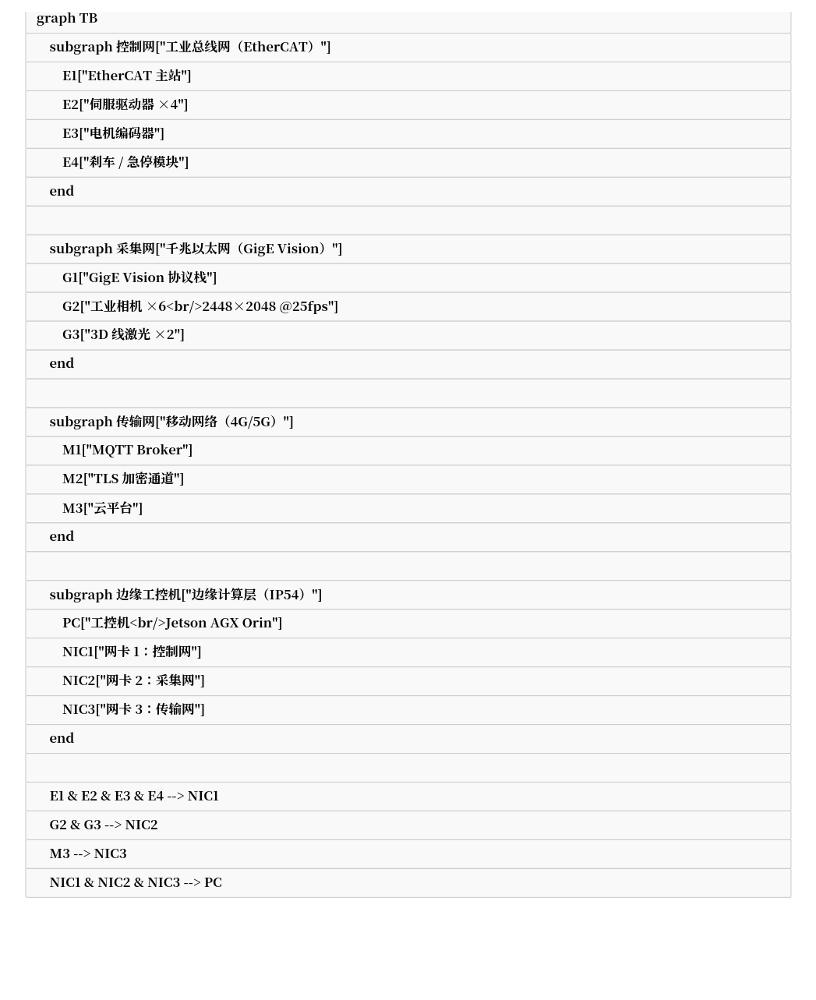 graph TB
subgraph 控制网["工业总线网（EtherCAT）"]
E1["EtherCAT 主站"]
E2["伺服驱动器 ×4"]
E3["电机编码器"]
E4["刹车 / 急停模块"]
end
subgraph 采集网["千兆以太网（GigE Vision）"]
G1["GigE Vision 协议栈"]
G2["工业相机 ×6<br/>2448×2048 @25fps"]
G3["3D 线激光 ×2"]
end
subgraph 传输网["移动网络（4G/5G）"]
M1["MQTT Broker"]
M2["TLS 加密通道"]
M3["云平台"]
end
subgraph 边缘工控机["边缘计算层（IP54）"]
PC["工控机<br/>Jetson AGX Orin"]
NIC1["网卡 1：控制网"]
NIC2["网卡 2：采集网"]
NIC3["网卡 3：传输网"]
end
E1 & E2 & E3 & E4 --> NIC1
G2 & G3 --> NIC2
M3 --> NIC3
NIC1 & NIC2 & NIC3 --> PC